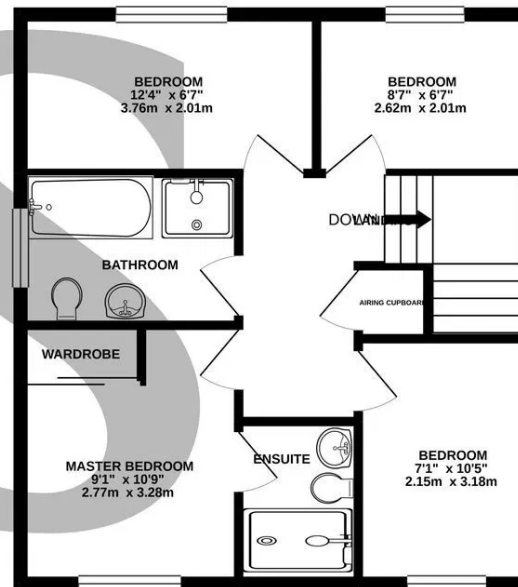 BEDROOM
12'4" x 6'7"
3.76m x 2.01m
BEDROOM
8'7" x 6'7"
2.62m x 2.01m
DOWN
BATHROOM
AIRING CUPBOARD
WARDROBE
MASTER BEDROOM
9'1" x 10'9"
2.77m x 3.28m
ENSUITE
BEDROOM
7'1" x 10'5"
2.15m x 3.18m